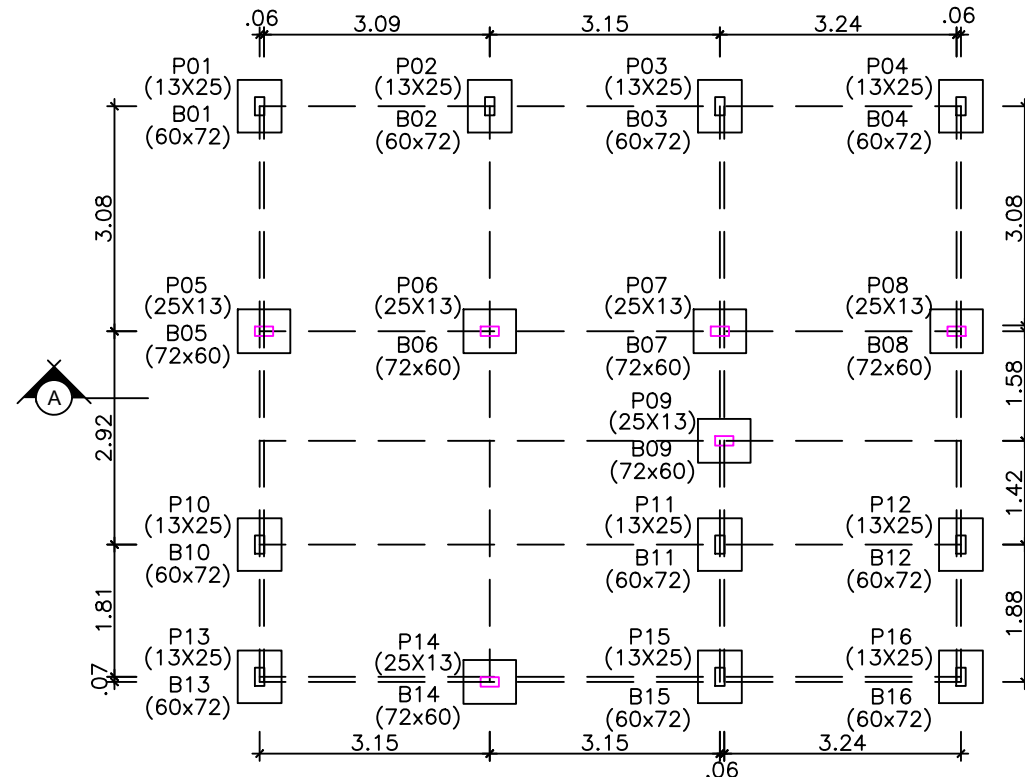 .06
3.09
3.15
3.24
.06
P01
(13X25)
B01
(60x72)
P02
(13X25)
B02
(60x72)
P03
(13X25)
B03
(60x72)
P04
(13X25)
B04
(60x72)
3.08
3.08
P05
(25X13)
B05
(72x60)
P06
(25X13)
B06
(72x60)
P07
(25X13)
B07
(72x60)
P08
(25X13)
B08
(72x60)
1.58
A
2.92
P09
(25X13)
B09
(72x60)
1.42
P10
(13X25)
B10
(60x72)
P11
(13X25)
B11
(60x72)
P12
(13X25)
B12
(60x72)
1.81
1.88
.07
P13
(13X25)
B13
(60x72)
P14
(25X13)
B14
(72x60)
P15
(13X25)
B15
(60x72)
P16
(13X25)
B16
(60x72)
3.15
3.15
3.24
.06